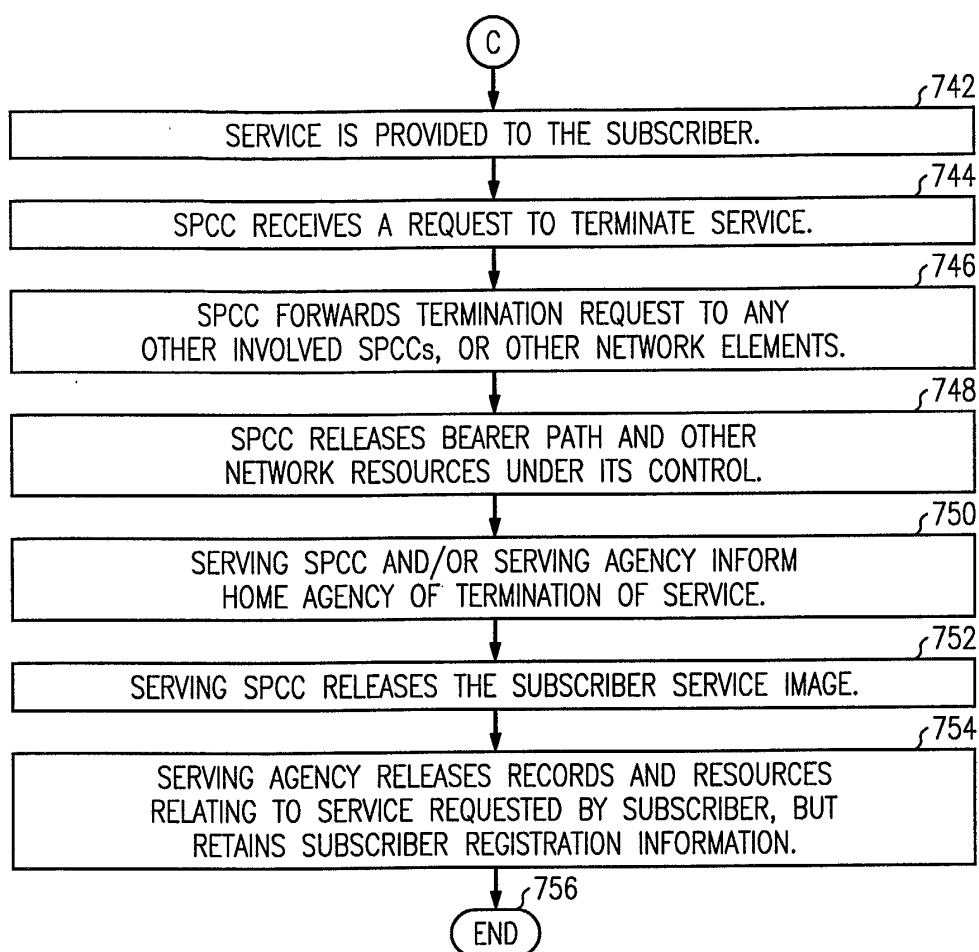 C
742
SERVICE IS PROVIDED TO THE SUBSCRIBER.
744
SPCC RECEIVES A REQUEST TO TERMINATE SERVICE.
746
SPCC FORWARDS TERMINATION REQUEST TO ANY
OTHER INVOLVED SPCCs, OR OTHER NETWORK ELEMENTS.
748
SPCC RELEASES BEARER PATH AND OTHER
NETWORK RESOURCES UNDER ITS CONTROL.
750
SERVING SPCC AND/OR SERVING AGENCY INFORM
HOME AGENCY OF TERMINATION OF SERVICE.
752
SERVING SPCC RELEASES THE SUBSCRIBER SERVICE IMAGE.
754
SERVING AGENCY RELEASES RECORDS AND RESOURCES
RELATING TO SERVICE REQUESTED BY SUBSCRIBER, BUT
RETAINS SUBSCRIBER REGISTRATION INFORMATION.
756
END